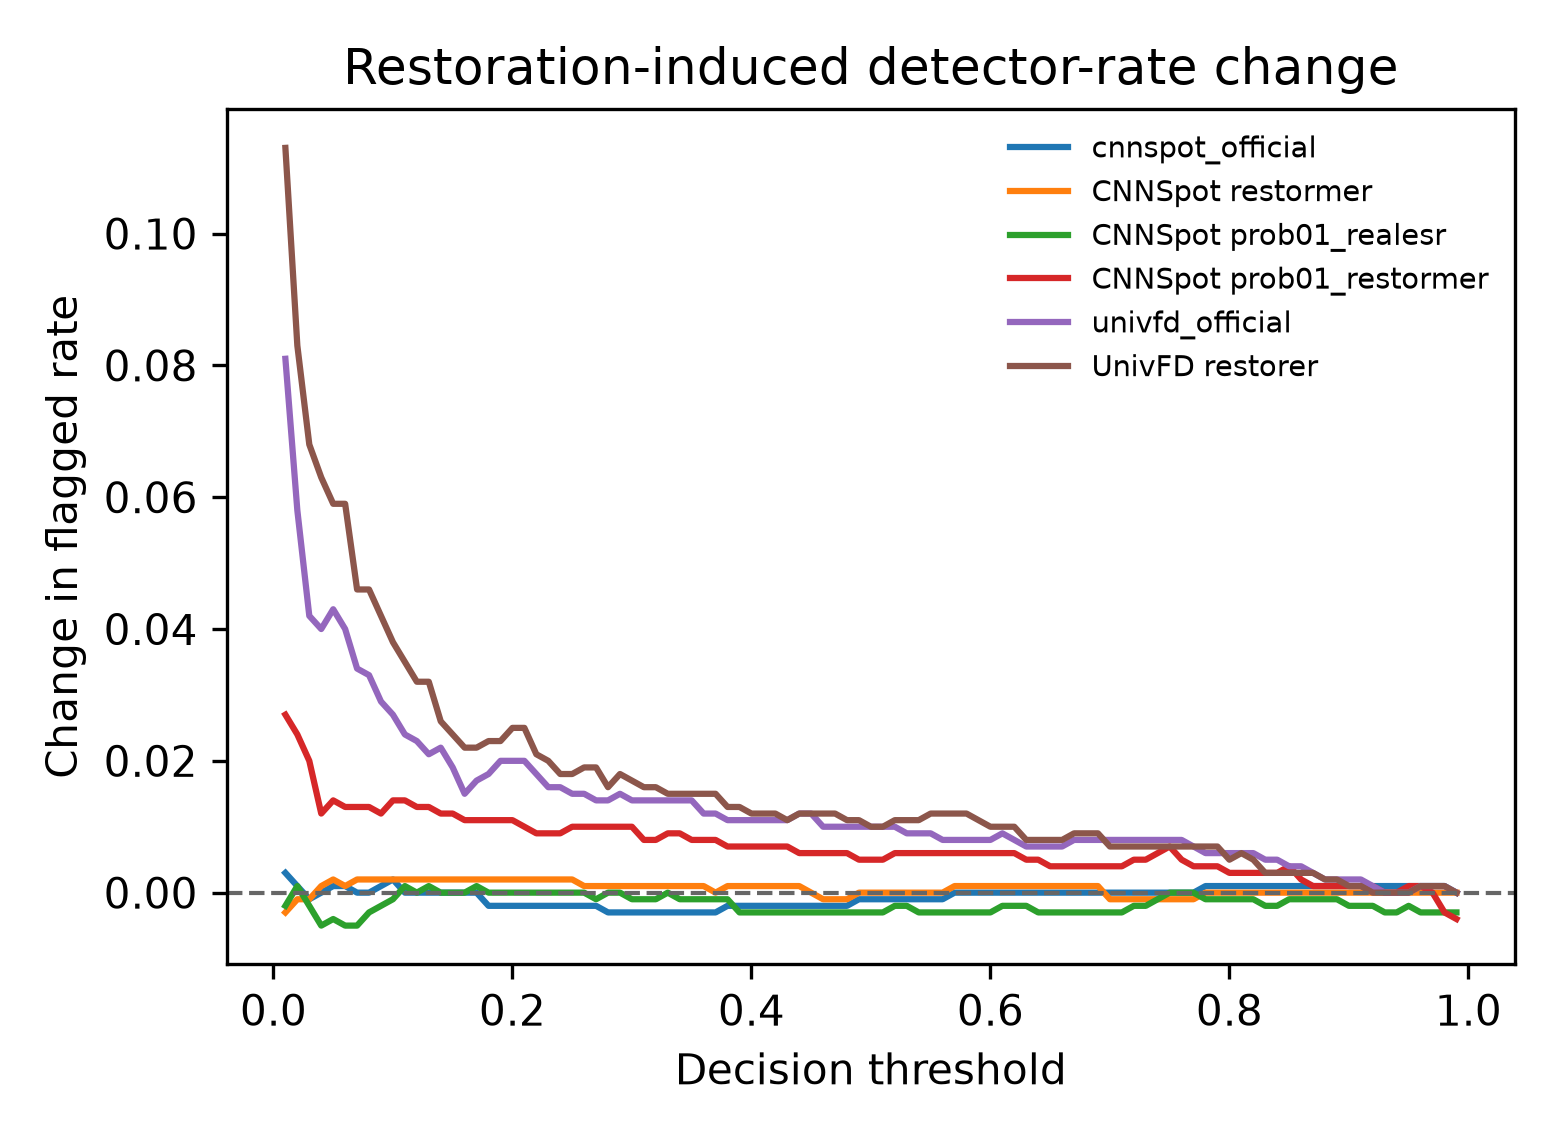 Restoration-induced detector-rate change
cnnspot_official
CNNSpot restormer
CNNSpot prob01_realesr
CNNSpot prob01_restormer
univfd_official
UnivFD restorer
Change in flagged rate
0.10
0.08
0.06
0.04
0.02
0.00
0.0 0.2 0.4 0.6 0.8 1.0
Decision threshold